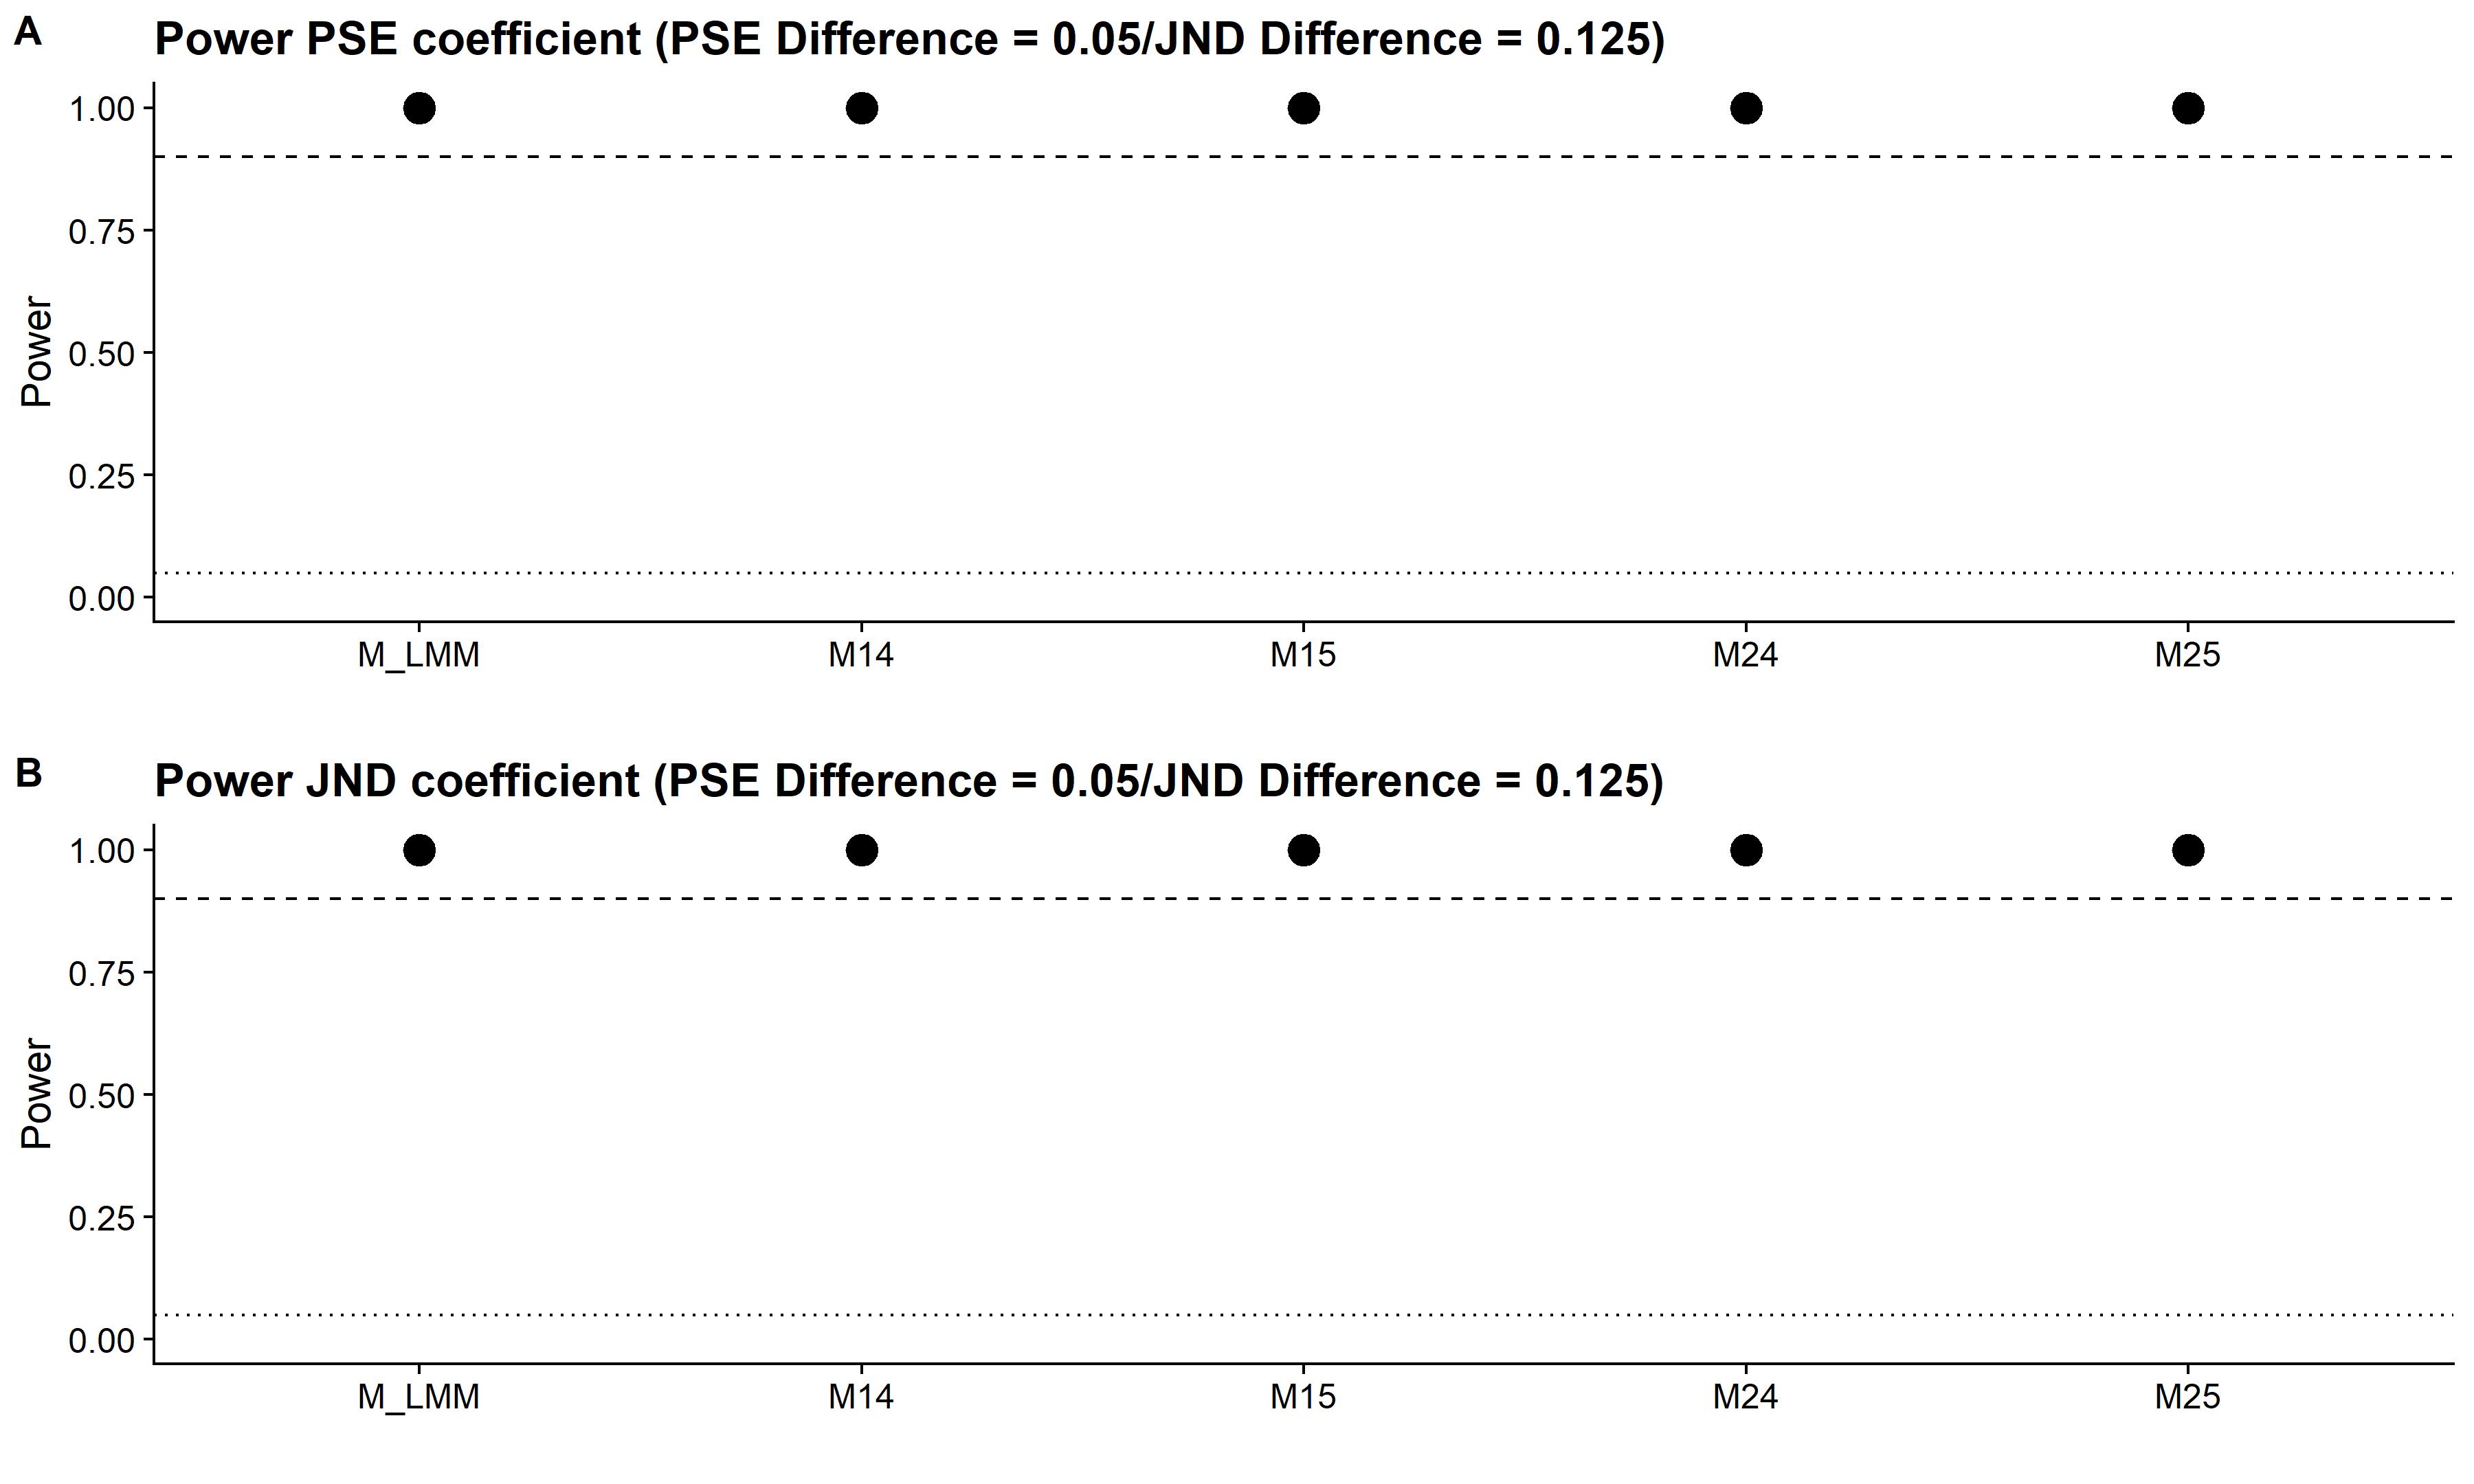 A
Power PSE coefficient (PSE Difference = 0.05/JND Difference = 0.125)
1.00
0.75
0.50
0.25
0.00
Power
M_LMM M14 M15 M24 M25
B
Power JND coefficient (PSE Difference = 0.05/JND Difference = 0.125)
1.00
0.75
0.50
0.25
0.00
Power
M_LMM M14 M15 M24 M25